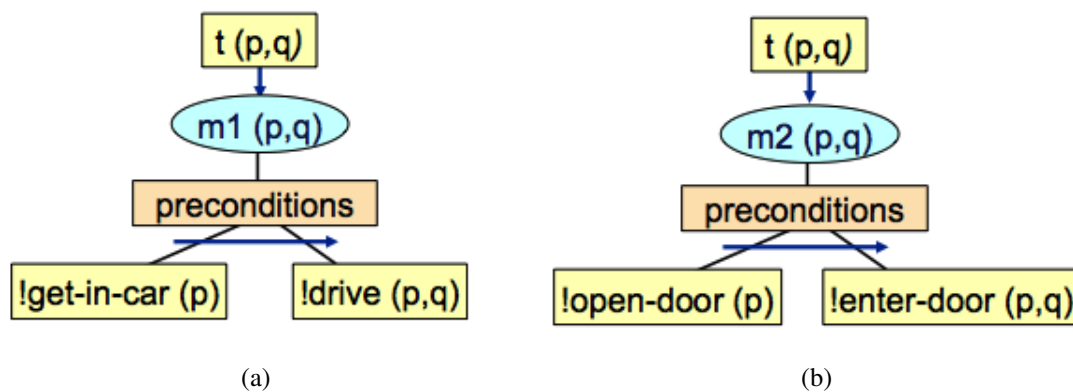 t (p,q)
m1 (p,q)
preconditions
!get-in-car (p)
!drive (p,q)
(a)
t (p,q)
m2 (p,q)
preconditions
!open-door (p)
!enter-door (p,q)
(b)